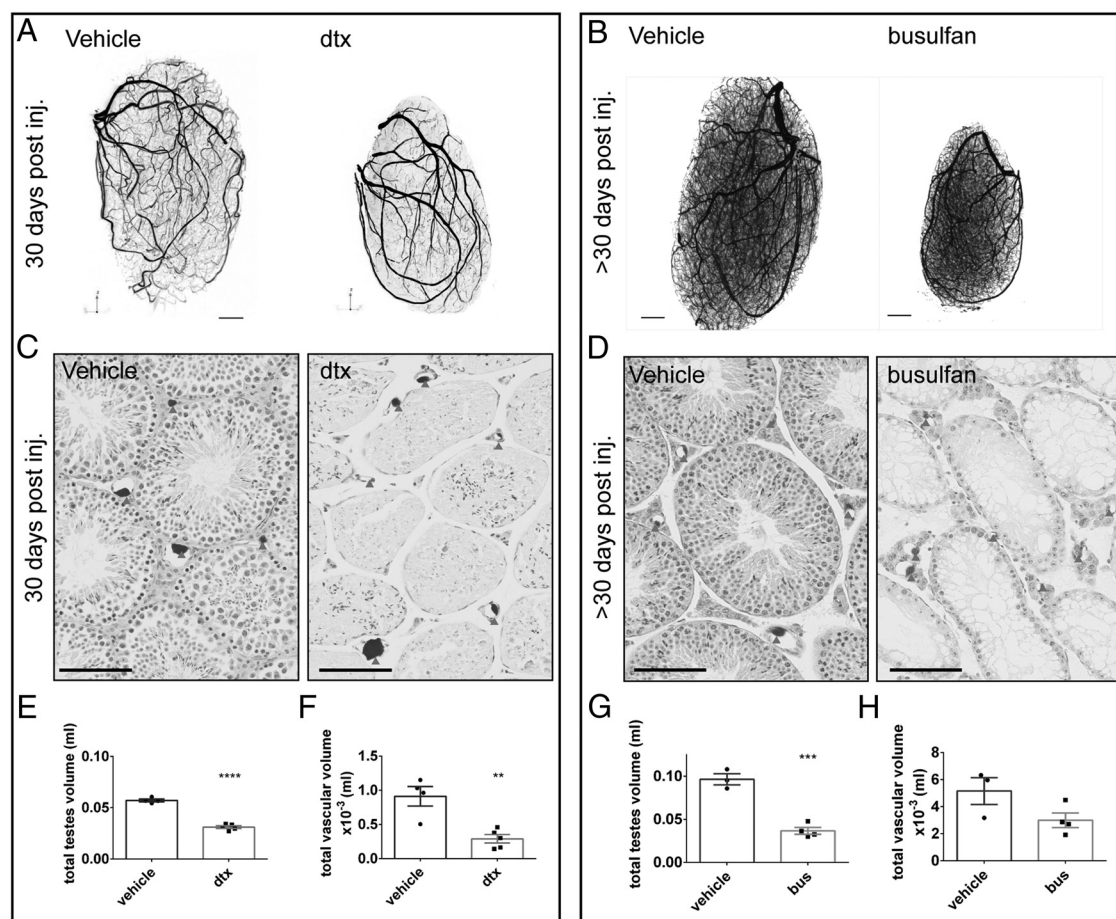 A
Vehicle
dtx
30 days post inj.
B
Vehicle
busulfan
>30 days post inj.
C
Vehicle
dtx
30 days post inj.
D
Vehicle
busulfan
>30 days post inj.
E
total testes volume (ml)
0.10
0.05
0.00
****
vehicle
dtx
F
total vascular volume
x10⁻³ (ml)
1.5
1.0
0.5
0.0
**
vehicle
dtx
G
total testes volume (ml)
0.10
0.05
0.00
***
vehicle
bus
H
total vascular volume
x10⁻³ (ml)
8
6
4
2
0
vehicle
bus